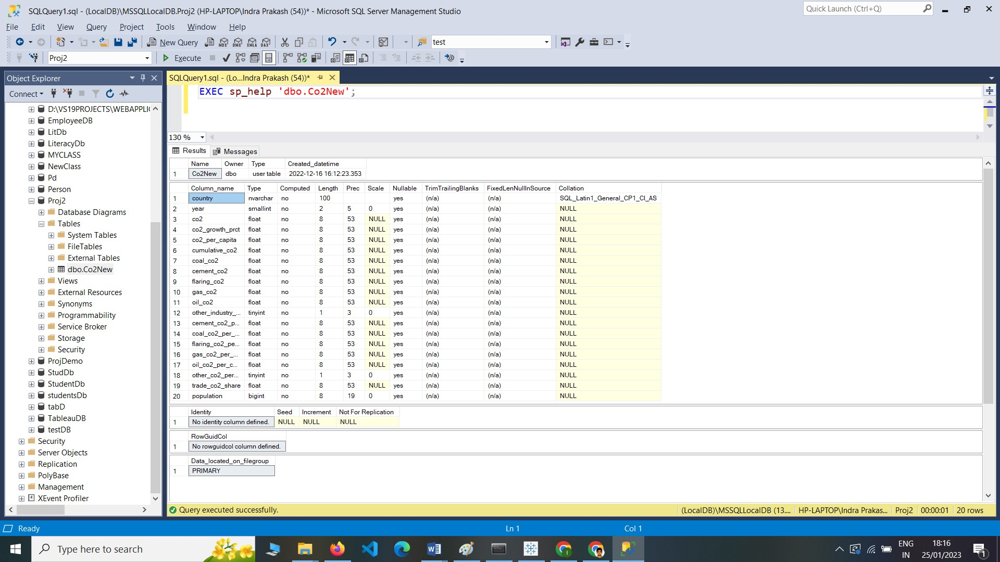 SQLQuery1.sql - (LocalDB)\MSSQLLocalDB.Proj2 (HP-LAPTOP\Indra Prakash (54))* - Microsoft SQL Server Management Studio
Quick Launch (Ctrl+Q)
File Edit View Query Project Tools Window Help
New Query MDX DMX XMLA DAX test
Proj2 Execute
Object Explorer
Connect
D:\VS19PROJECTS\WEBAPPLI
EmployeeDB
LitDb
LiteracyDb
MYCLASS
NewClass
Pd
Person
Proj2
Database Diagrams
Tables
System Tables
FileTables
External Tables
dbo.Co2New
Views
External Resources
Synonyms
Programmability
Service Broker
Storage
Security
ProjDemo
StudDb
StudentDb
studentsDb
tabD
TableauDB
testDB
Security
Server Objects
Replication
PolyBase
Management
XEvent Profiler
SQLQuery1.sql - (Lo...Indra Prakash (54))*
EXEC sp_help 'dbo.Co2New';
130 %
Results Messages
Name Owner Type Created_datetime
1 Co2New dbo user table 2022-12-16 16:12:23.353
Column_name Type Computed Length Prec Scale Nullable TrimTrailingBlanks FixedLenNullInSource Collation
1 country nvarchar no 100 yes (n/a) (n/a) SQL_Latin1_General_CP1_CI_AS
2 year smallint no 2 5 0 yes (n/a) (n/a) NULL
3 co2 float no 8 53 NULL yes (n/a) (n/a) NULL
4 co2_growth_prct float no 8 53 NULL yes (n/a) (n/a) NULL
5 co2_per_capita float no 8 53 NULL yes (n/a) (n/a) NULL
6 cumulative_co2 float no 8 53 NULL yes (n/a) (n/a) NULL
7 coal_co2 float no 8 53 NULL yes (n/a) (n/a) NULL
8 cement_co2 float no 8 53 NULL yes (n/a) (n/a) NULL
9 flaring_co2 float no 8 53 NULL yes (n/a) (n/a) NULL
10 gas_co2 float no 8 53 NULL yes (n/a) (n/a) NULL
11 oil_co2 float no 8 53 NULL yes (n/a) (n/a) NULL
12 other_industry_... tinyint no 1 3 0 yes (n/a) (n/a) NULL
13 cement_co2_p... float no 8 53 NULL yes (n/a) (n/a) NULL
14 coal_co2_per_... float no 8 53 NULL yes (n/a) (n/a) NULL
15 flaring_co2_pe... float no 8 53 NULL yes (n/a) (n/a) NULL
16 gas_co2_per_... float no 8 53 NULL yes (n/a) (n/a) NULL
17 oil_co2_per_c... float no 8 53 NULL yes (n/a) (n/a) NULL
18 other_co2_per... tinyint no 1 3 0 yes (n/a) (n/a) NULL
19 trade_co2_share float no 8 53 NULL yes (n/a) (n/a) NULL
20 population bigint no 8 19 0 yes (n/a) (n/a) NULL
Identity Seed Increment Not For Replication
1 No identity column defined. NULL NULL NULL
RowGuidCol
1 No rowguidcol column defined.
Data_located_on_filegroup
1 PRIMARY
Query executed successfully. (LocalDB)\MSSQLLocalDB (13.... HP-LAPTOP\Indra Prakas... Proj2 00:00:01 20 rows
Ready Ln 1 Col 1
Type here to search
ENG
IN
18:16
25/01/2023
1